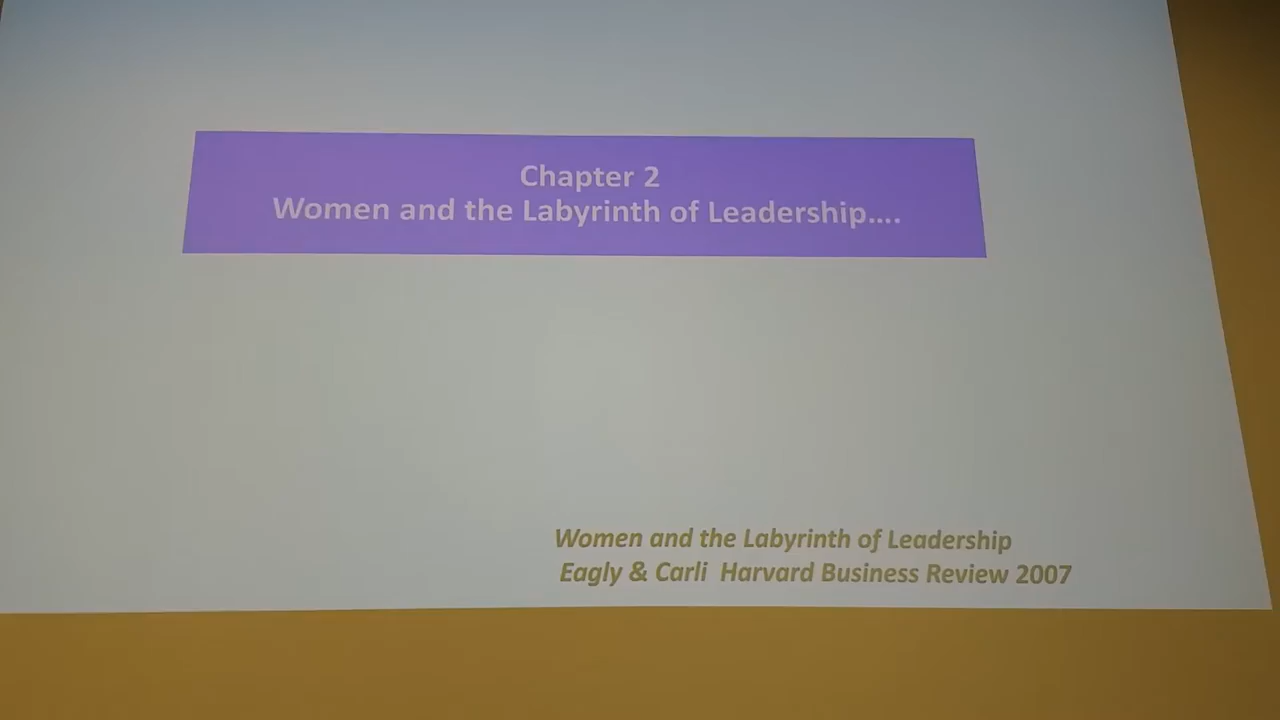 Chapter 2
Women and the Labyrinth of Leadership....
Women and the Labyrinth of Leadership
Eagly & Carli Harvard Business Review 2007